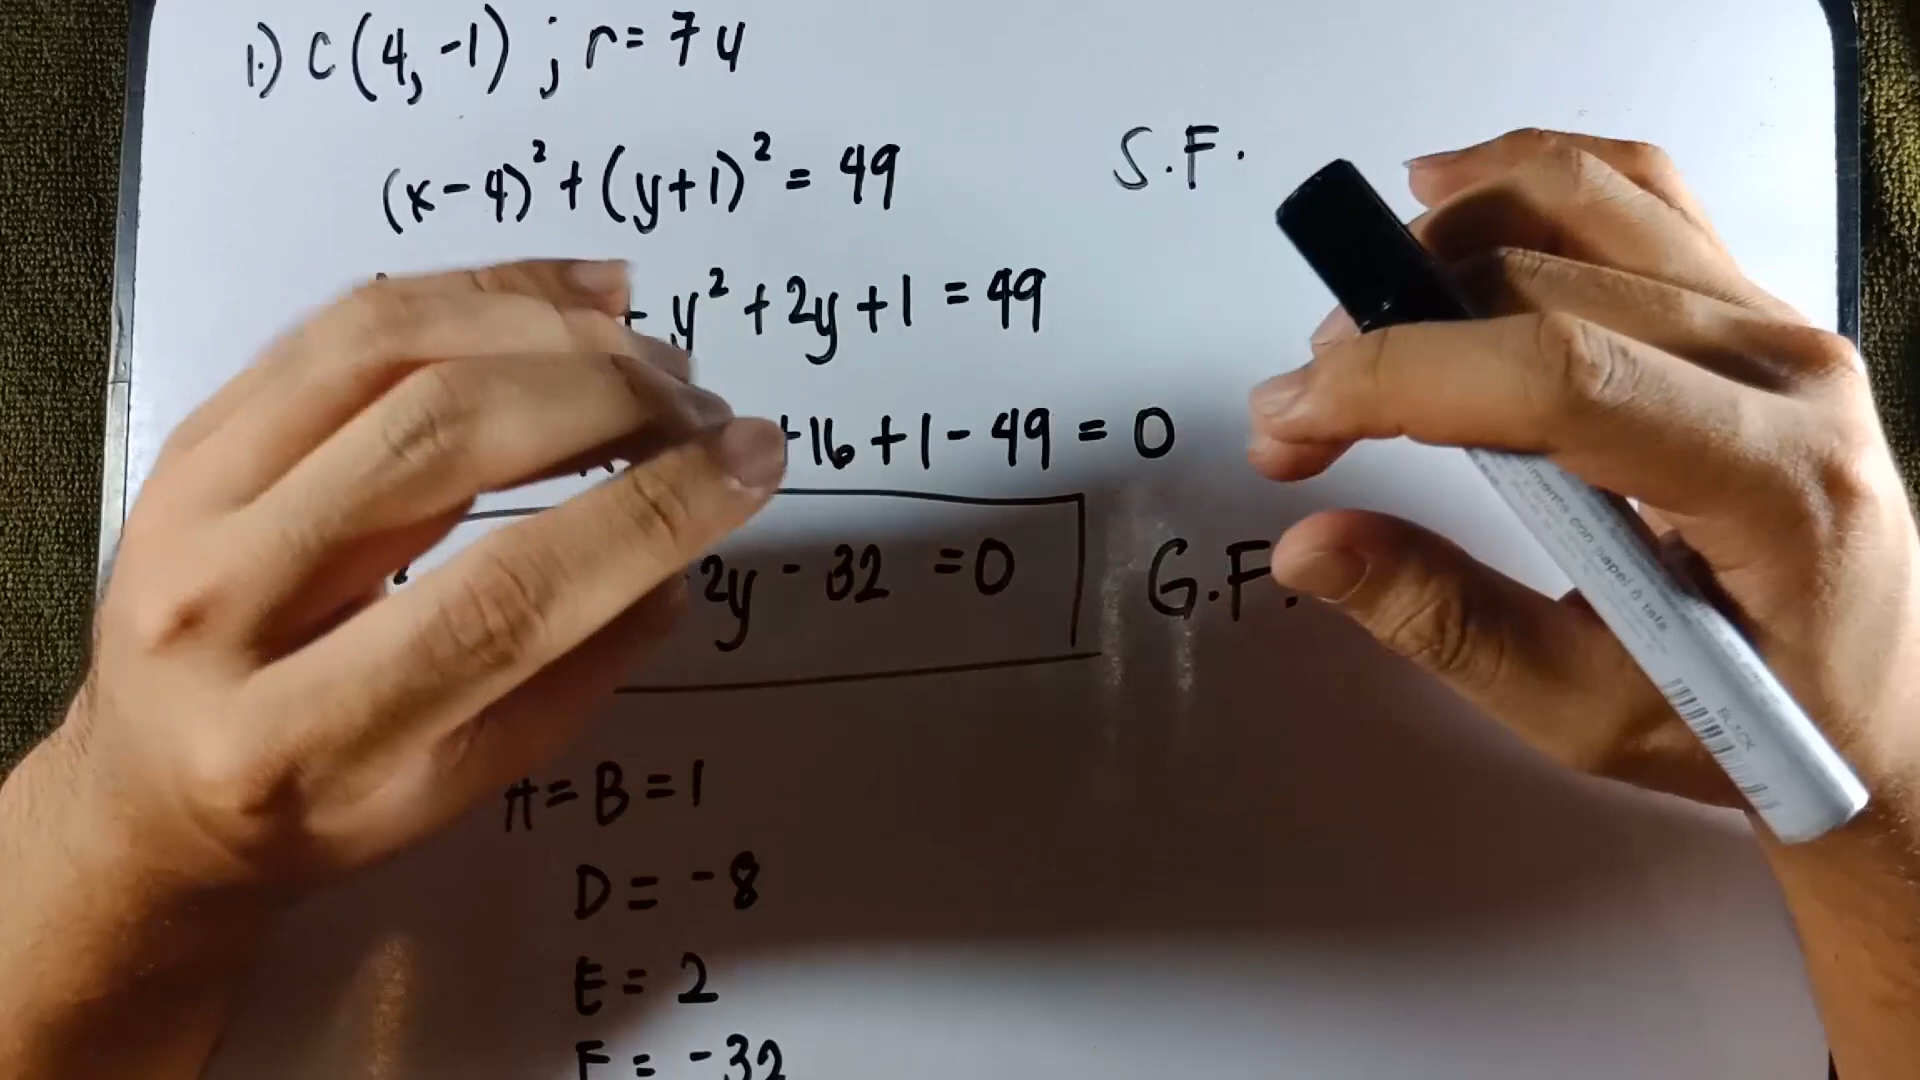 1.) C(4,-1) ; r = 7 u
(x-4)² + (y+1)² = 49
S.F.
y² + 2y + 1 = 49
+16 + 1 - 49 = 0
2y - 32 = 0
G.F.
A = B = 1
D = -8
E = 2
F = -32
BLACK